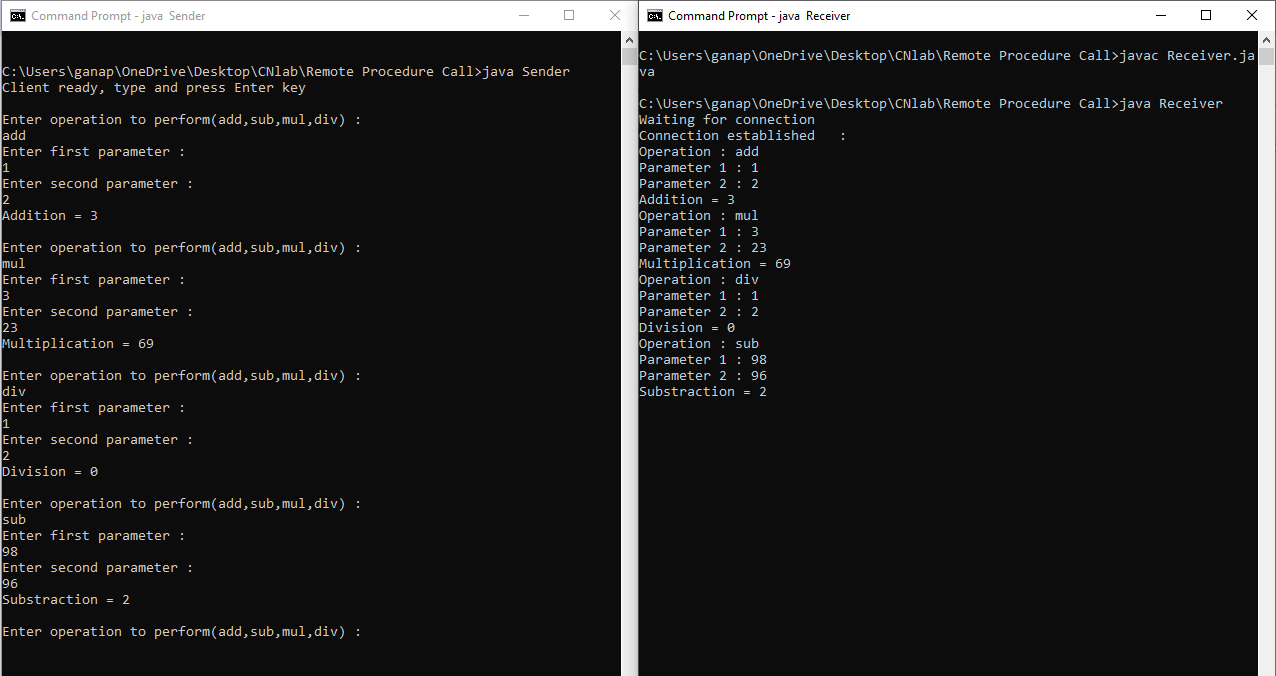 Command Prompt - java Sender
C:\Users\ganap\OneDrive\Desktop\CNlab\Remote Procedure Call>java Sender
Client ready, type and press Enter key
Enter operation to perform(add,sub,mul,div) :
add
Enter first parameter :
1
Enter second parameter :
2
Addition = 3
Enter operation to perform(add,sub,mul,div) :
mul
Enter first parameter :
3
Enter second parameter :
23
Multiplication = 69
Enter operation to perform(add,sub,mul,div) :
div
Enter first parameter :
1
Enter second parameter :
2
Division = 0
Enter operation to perform(add,sub,mul,div) :
sub
Enter first parameter :
98
Enter second parameter :
96
Substraction = 2
Enter operation to perform(add,sub,mul,div) :
Command Prompt - java Receiver
C:\Users\ganap\OneDrive\Desktop\CNlab\Remote Procedure Call>javac Receiver.ja
va
C:\Users\ganap\OneDrive\Desktop\CNlab\Remote Procedure Call>java Receiver
Waiting for connection
Connection established   :
Operation : add
Parameter 1 : 1
Parameter 2 : 2
Addition = 3
Operation : mul
Parameter 1 : 3
Parameter 2 : 23
Multiplication = 69
Operation : div
Parameter 1 : 1
Parameter 2 : 2
Division = 0
Operation : sub
Parameter 1 : 98
Parameter 2 : 96
Substraction = 2